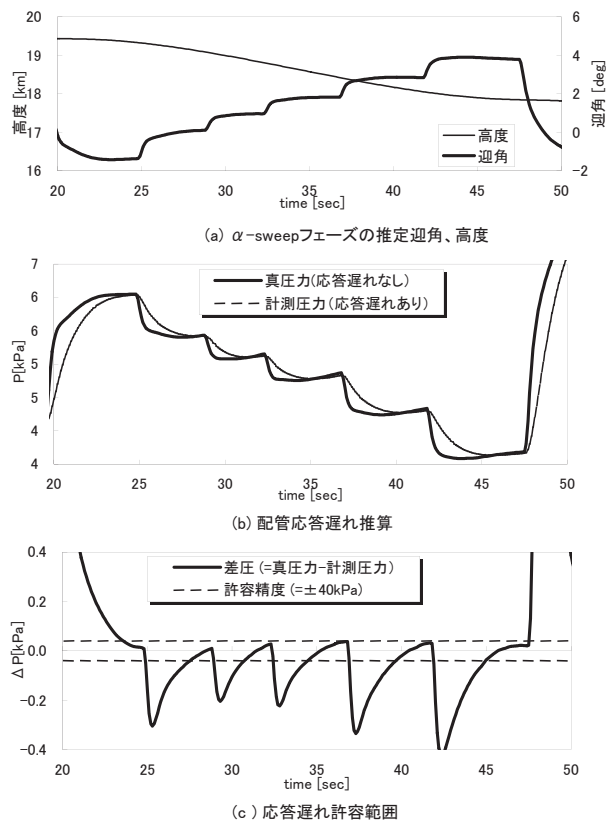 20
19
18
17
16
高度 [km]
6
4
2
0
−2
迎角 [deg]
高度
迎角
20 25 30 35 40 45 50
time [sec]
(a) α-sweepフェーズの推定迎角、高度
7
6
6
5
5
4
4
P[kPa]
真圧力(応答遅れなし)
計測圧力(応答遅れあり)
20 25 30 35 40 45 50
time [sec]
(b) 配管応答遅れ推算
0.4
0.2
0.0
−0.2
−0.4
ΔP[kPa]
差圧 (=真圧力−計測圧力)
許容精度 (=±40kPa)
20 25 30 35 40 45 50
time [sec]
(c ) 応答遅れ許容範囲